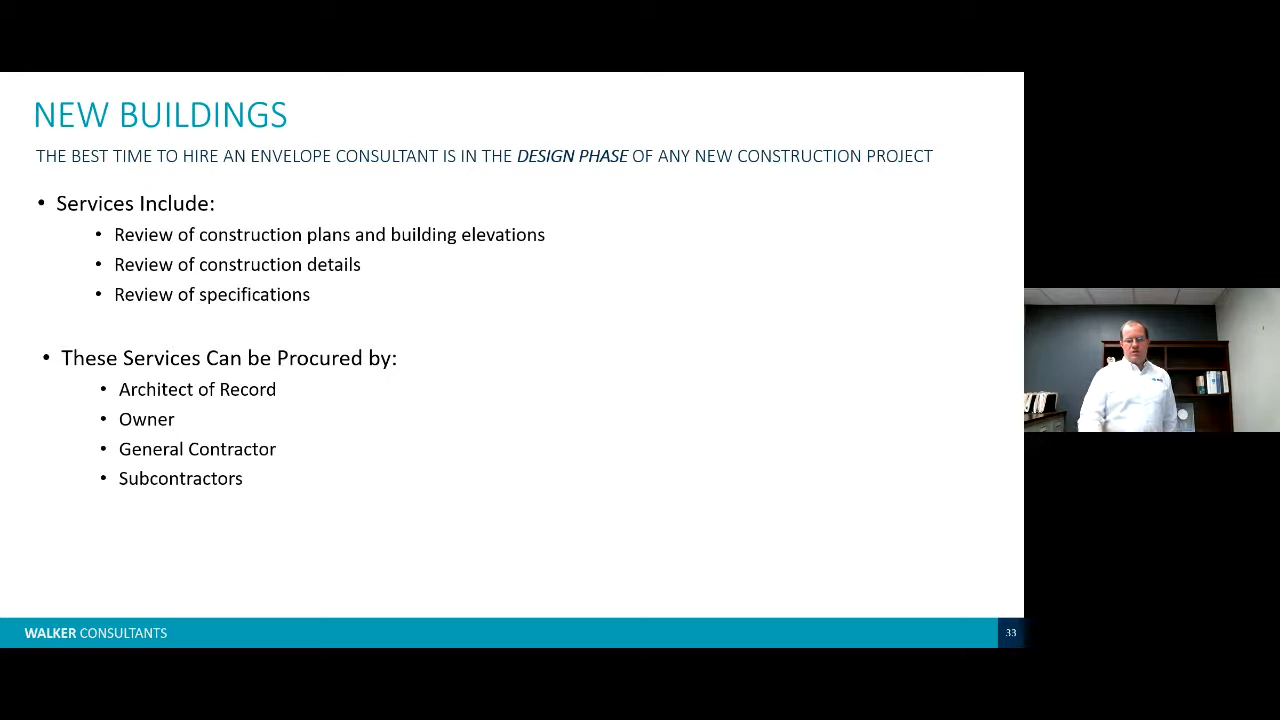 NEW BUILDINGS
THE BEST TIME TO HIRE AN ENVELOPE CONSULTANT IS IN THE DESIGN PHASE OF ANY NEW CONSTRUCTION PROJECT
• Services Include:
• Review of construction plans and building elevations
• Review of construction details
• Review of specifications
• These Services Can be Procured by:
• Architect of Record
• Owner
• General Contractor
• Subcontractors
WALKER CONSULTANTS
33